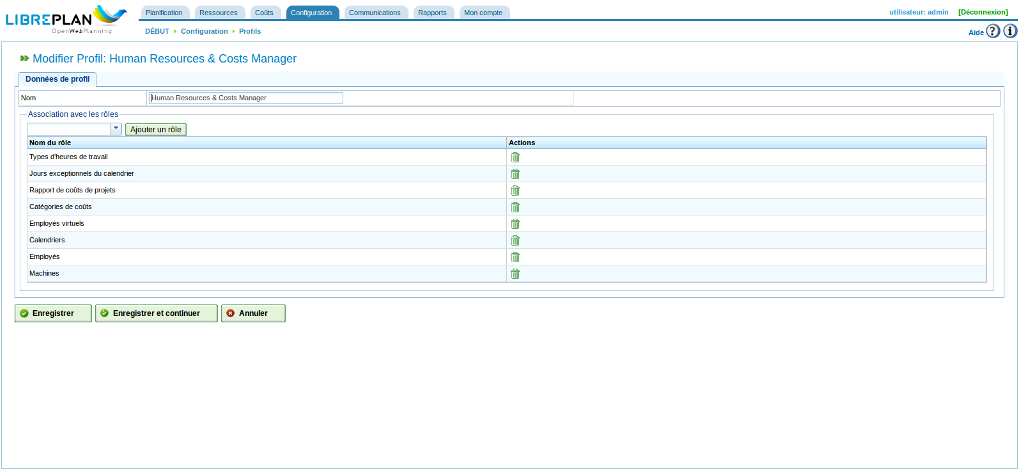 LIBREPLAN
OpenWebPlanning
Planification Ressources Coûts Configuration Communications Rapports Mon compte
utilisateur: admin [Déconnexion]
DÉBUT Configuration Profils
Aide ? i
Modifier Profil: Human Resources & Costs Manager
Données de profil
Nom Human Resources & Costs Manager
Association avec les rôles
Ajouter un rôle
Nom du rôle Actions
Types d'heures de travail
Jours exceptionnels du calendrier
Rapport de coûts de projets
Catégories de coûts
Employés virtuels
Calendriers
Employés
Machines
Enregistrer Enregistrer et continuer Annuler